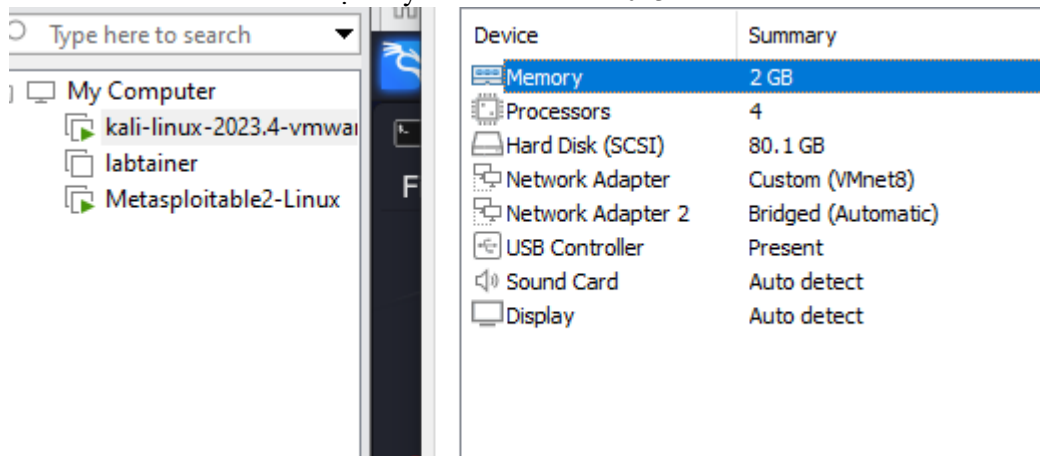 Type here to search
My Computer
kali-linux-2023.4-vmwar
labtainer
Metasploitable2-Linux
F
Device Summary
Memory 2 GB
Processors 4
Hard Disk (SCSI) 80.1 GB
Network Adapter Custom (VMnet8)
Network Adapter 2 Bridged (Automatic)
USB Controller Present
Sound Card Auto detect
Display Auto detect